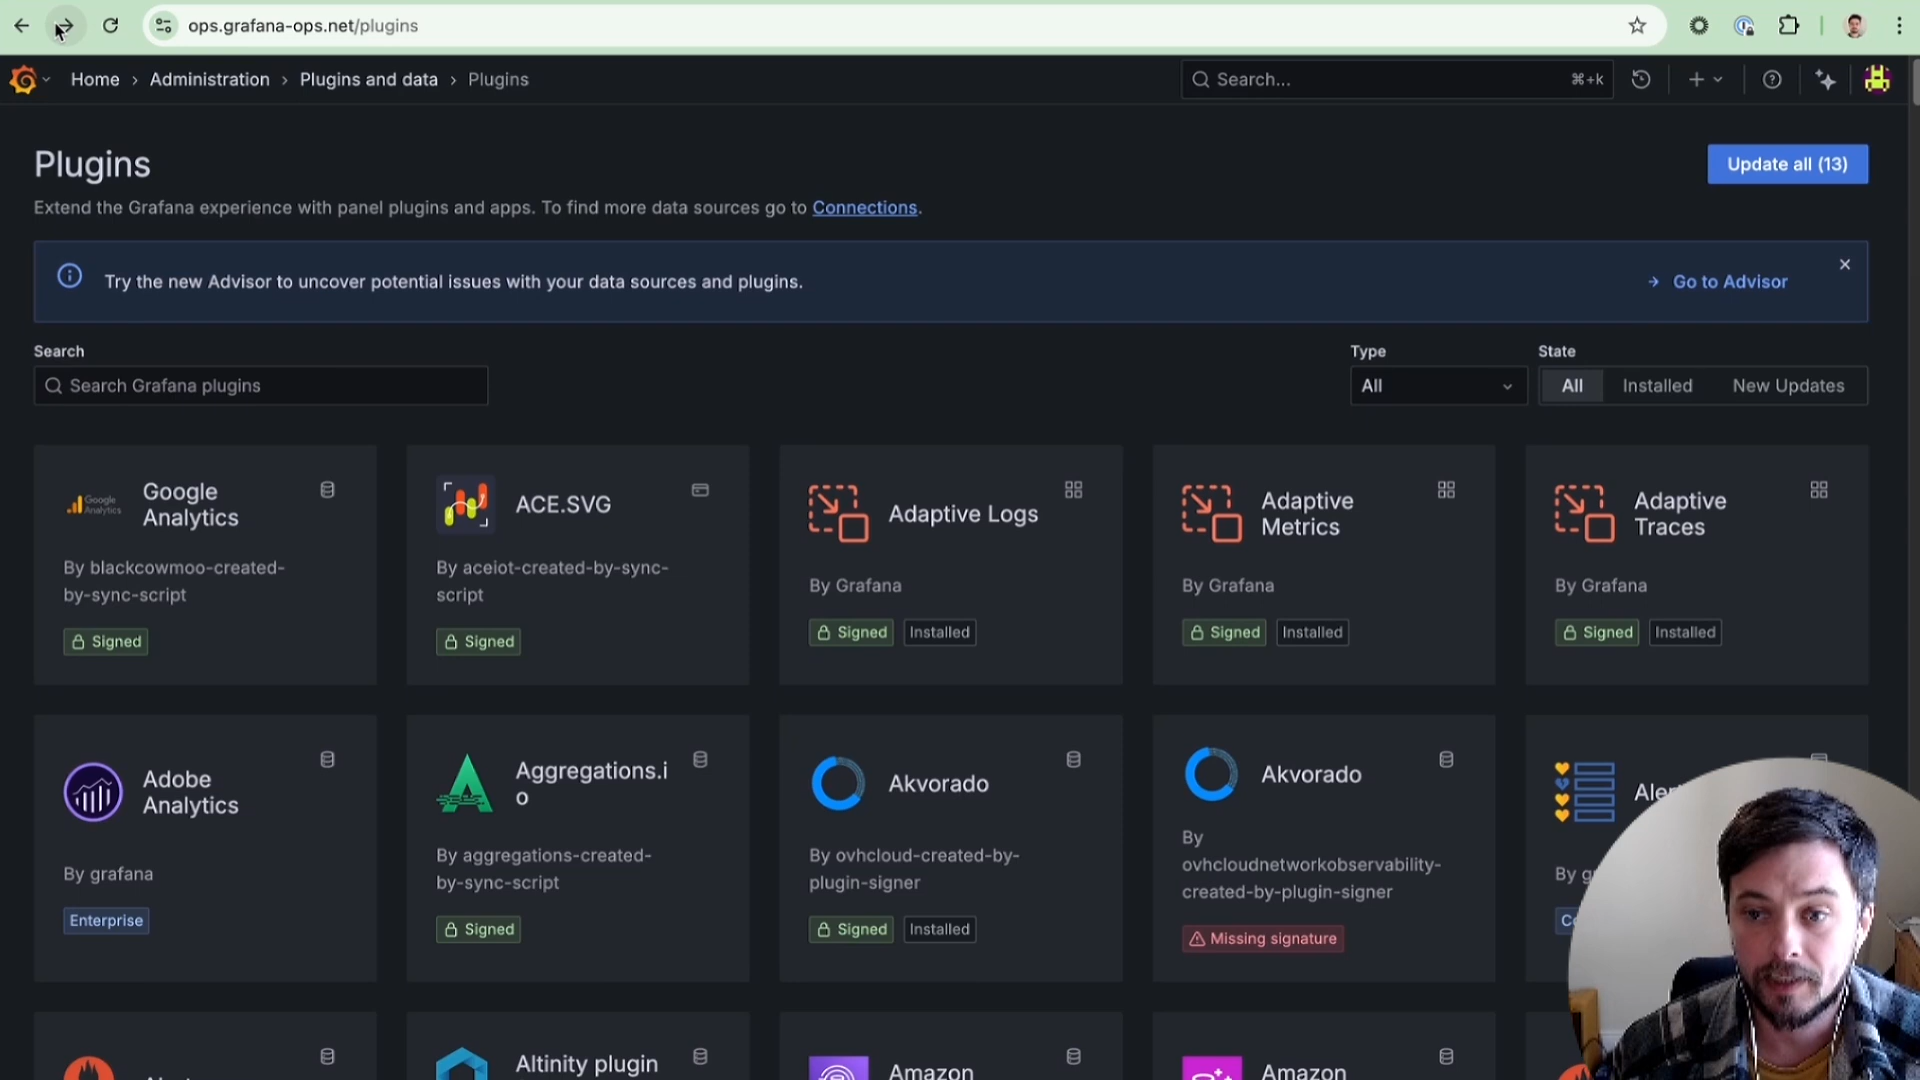 ops.grafana-ops.net/plugins
Home › Administration › Plugins and data › Plugins
Search... ⌘+k
Plugins
Update all (13)
Extend the Grafana experience with panel plugins and apps. To find more data sources go to Connections.
Try the new Advisor to uncover potential issues with your data sources and plugins.
Go to Advisor
Search
Type
State
Search Grafana plugins
All
All
Installed
New Updates
Google
Analytics
By blackcowmoo-created-
by-sync-script
Signed
ACE.SVG
By aceiot-created-by-sync-
script
Signed
Adaptive Logs
By Grafana
Signed
Installed
Adaptive
Metrics
By Grafana
Signed
Installed
Adaptive
Traces
By Grafana
Signed
Installed
Adobe
Analytics
By grafana
Enterprise
Aggregations.i
o
By aggregations-created-
by-sync-script
Signed
Akvorado
By ovhcloud-created-by-
plugin-signer
Signed
Installed
Akvorado
By
ovhcloudnetworkobservability-
created-by-plugin-signer
Missing signature
By
Altinity plugin
Amazon
Amazon